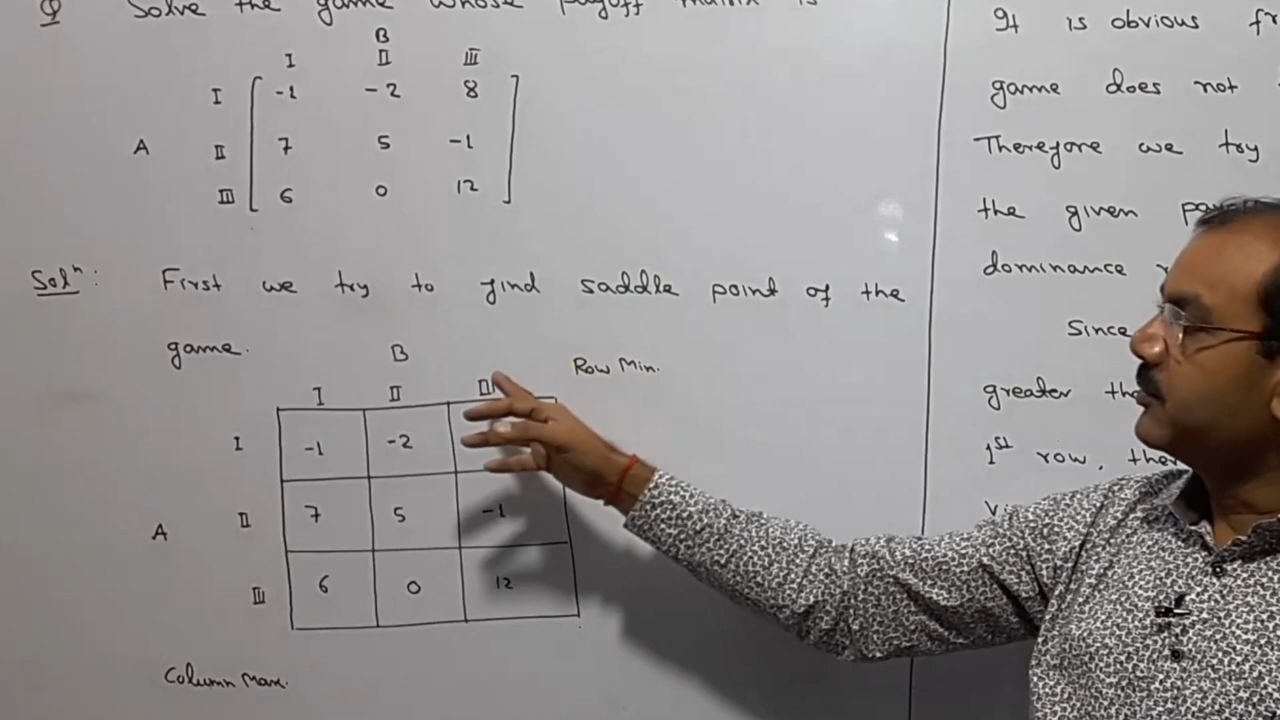 Q Solve the game whose payoff matrix is
B
I II III
I -1 -2 8
A II 7 5 -1
III 6 0 12
Solⁿ: First we try to find saddle point of the
game.
B
I II III Row Min.
I -1 -2
A II 7 5 -1
III 6 0 12
Column Max.
It is obvious
game does not
Therefore we try
the given
dominance
Since
greater
1st row,